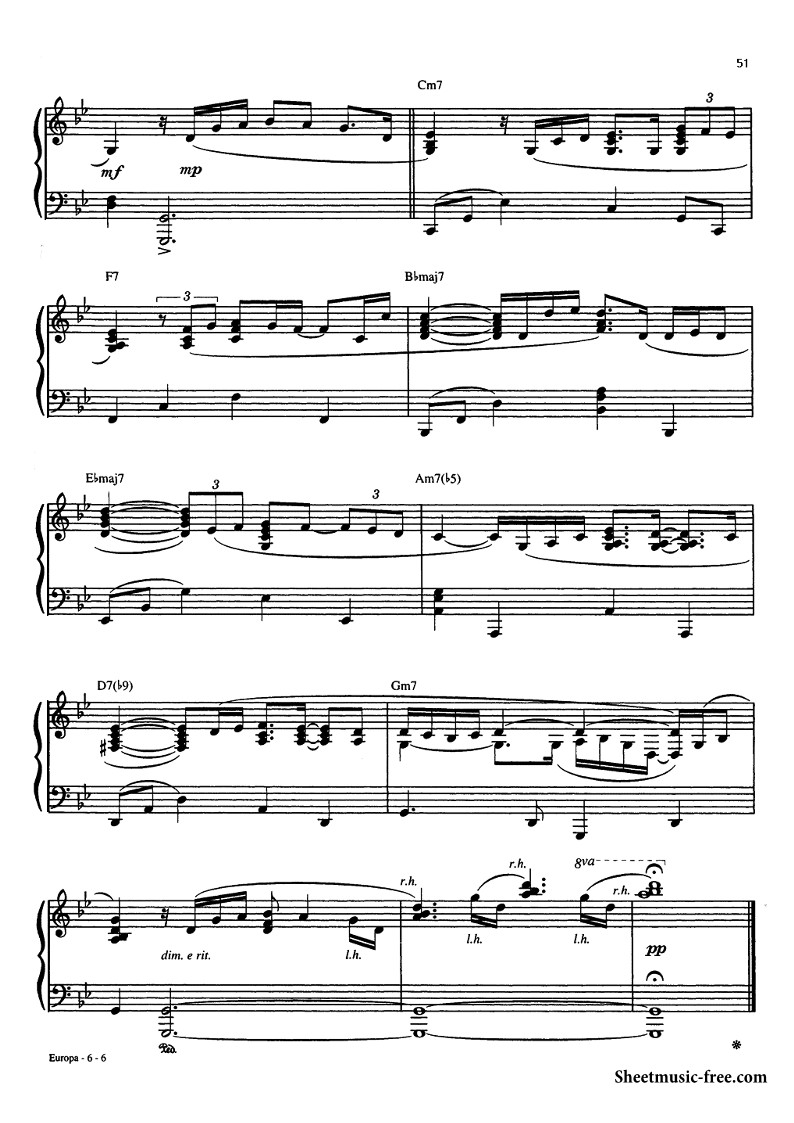 51
Cm7
3
mf mp
F7 B♭maj7
3
E♭maj7 Am7(♭5)
3 3
D7(♭9) Gm7
r.h. r.h. 8va r.h.
dim. e rit. l.h. l.h. l.h. pp
Ped. *
Europa - 6 - 6
Sheetmusic-free.com